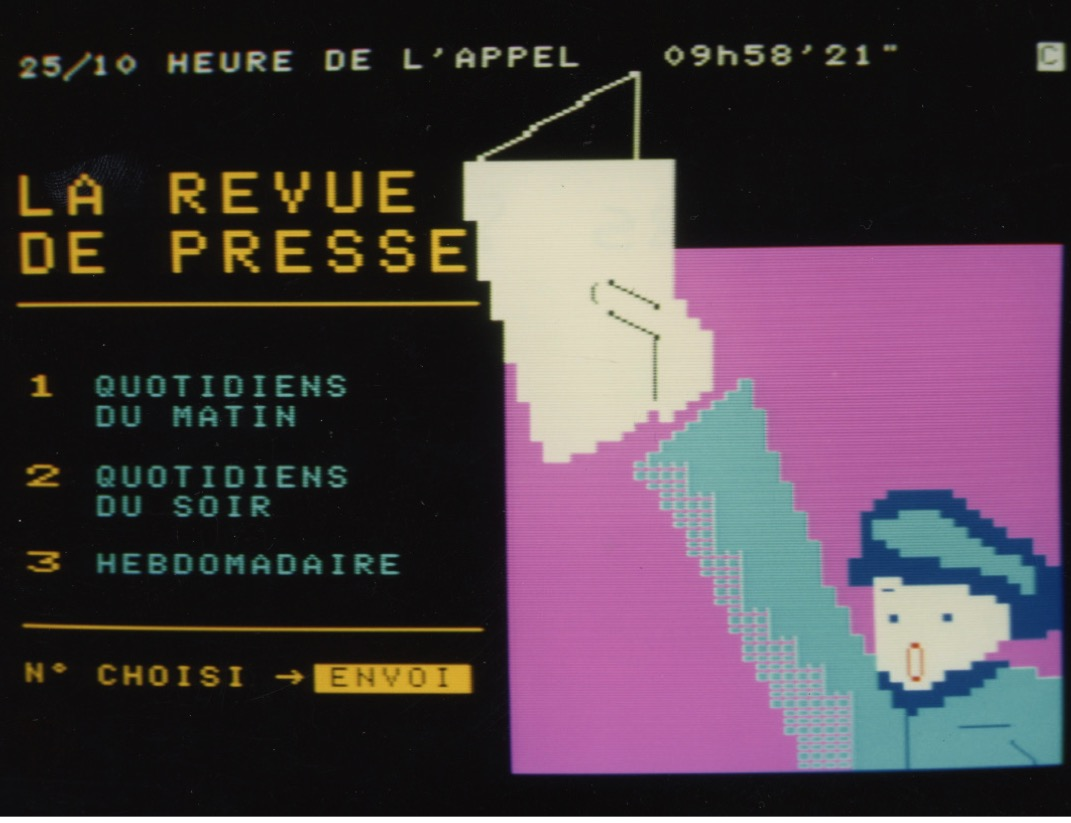 25/10 HEURE DE L'APPEL 09h58'21" C
LA REVUE
DE PRESSE
1 QUOTIDIENS
DU MATIN
2 QUOTIDIENS
DU SOIR
3 HEBDOMADAIRE
N° CHOISI → ENVOI